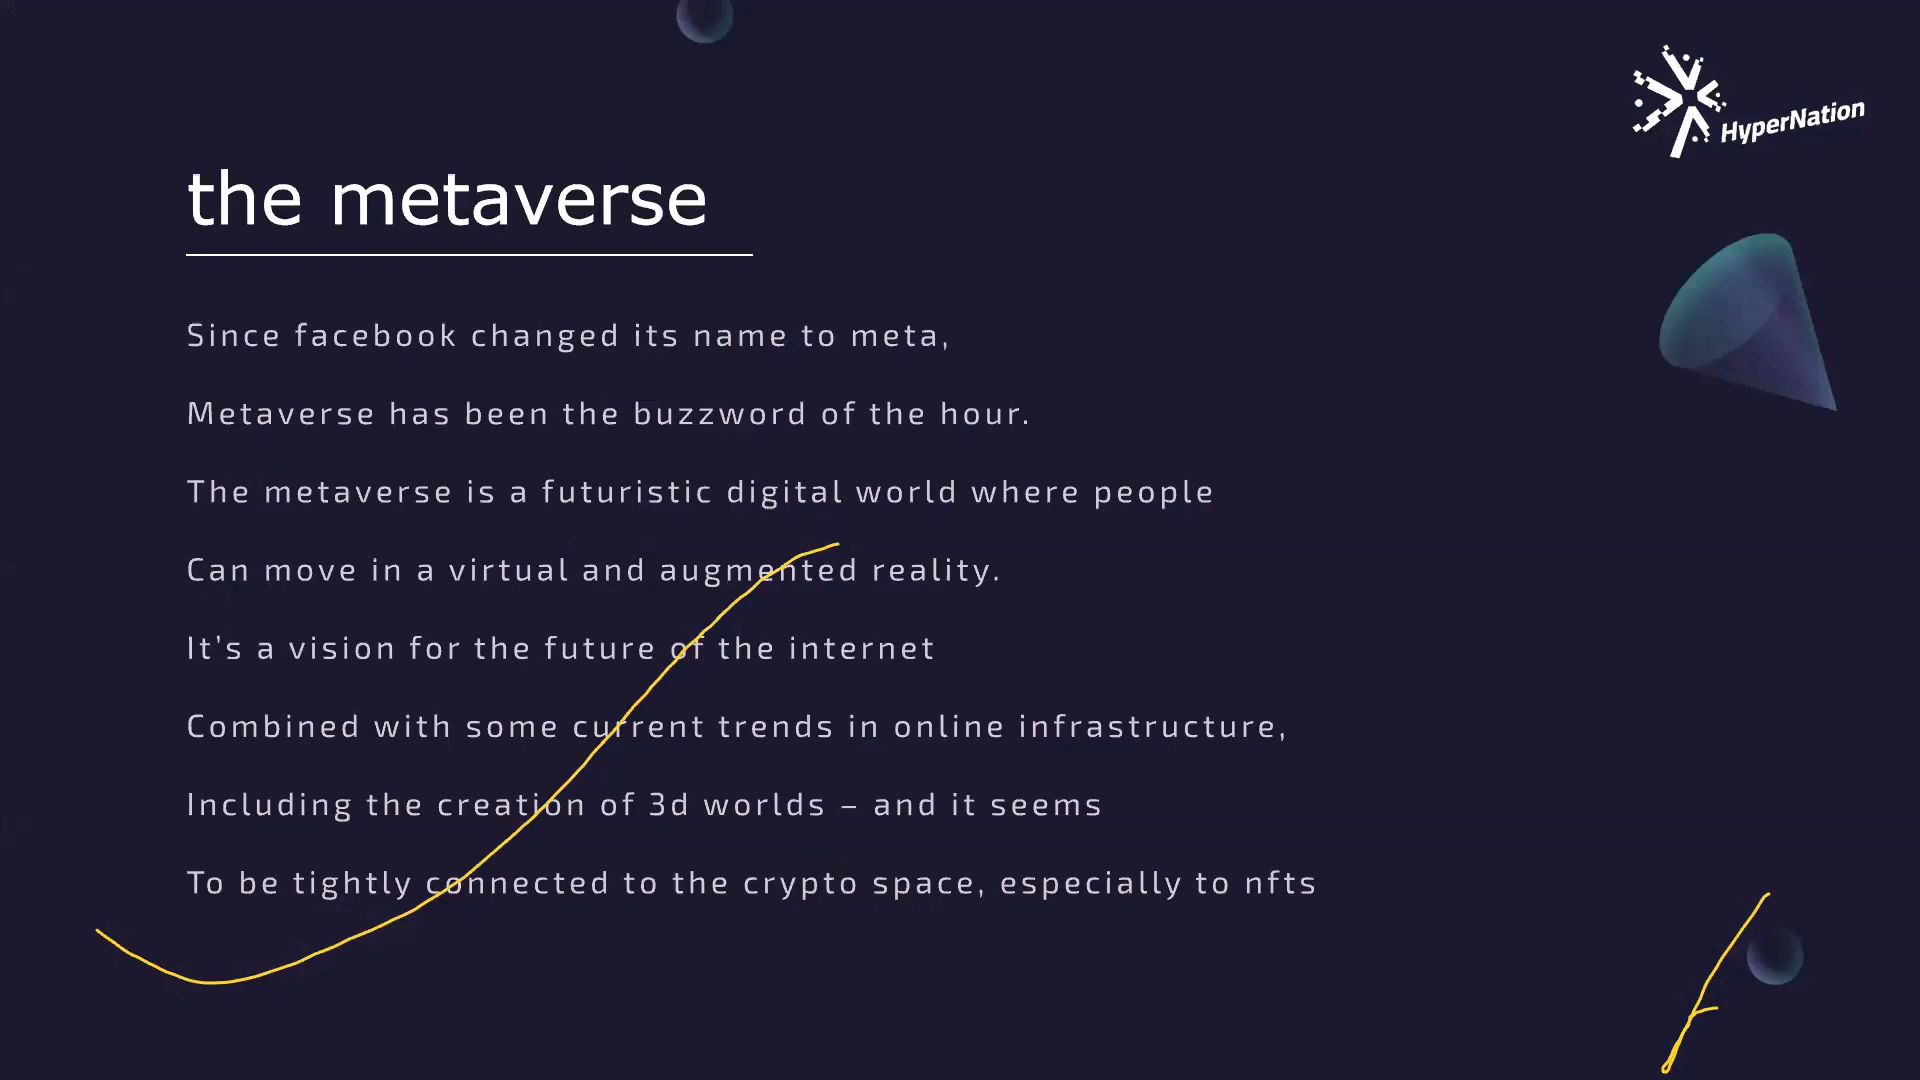 HyperNation
the metaverse
Since facebook changed its name to meta,
Metaverse has been the buzzword of the hour.
The metaverse is a futuristic digital world where people
Can move in a virtual and augmented reality.
It's a vision for the future of the internet
Combined with some current trends in online infrastructure,
Including the creation of 3d worlds – and it seems
To be tightly connected to the crypto space, especially to nfts